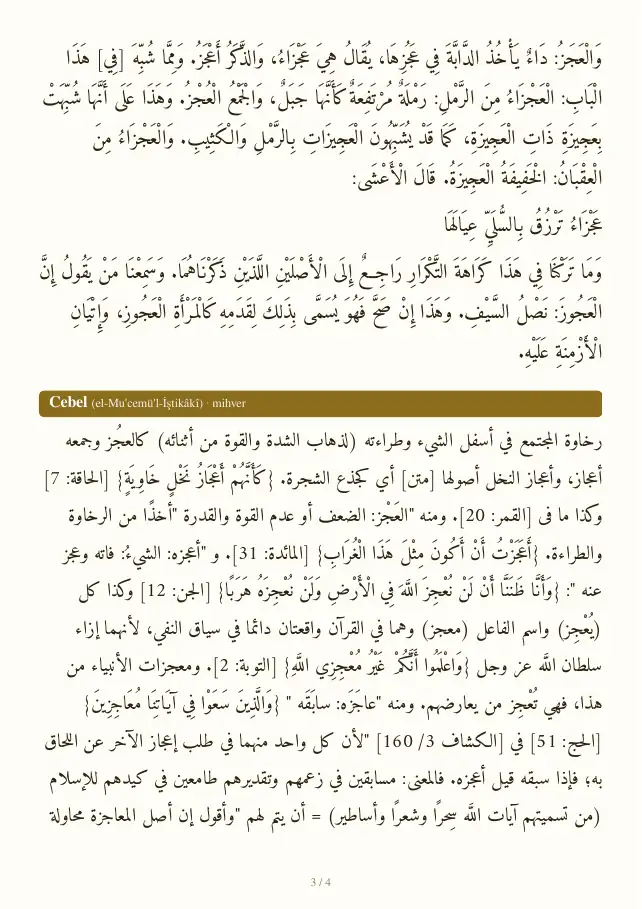 وَالْعَجَزُ: دَاءٌ يَأْخُذُ الدَّابَّةَ فِي عَجُزِهَا، يُقَالُ هِيَ عَجْزَاءُ، وَالذَّكَرُ أَعْجَزُ. وَمِمَّا شُبِّهَ [فِي] هَذَا
الْبَابِ: الْعَجْزَاءُ مِنَ الرَّمْلِ: رَمْلَةٌ مُرْتَفِعَةٌ كَأَنَّهَا جَبَلٌ، وَالْجَمْعُ الْعُجْزُ. وَهَذَا عَلَى أَنَّهَا شُبِّهَتْ
بِعَجِيزَةِ ذَاتِ الْعَجِيزَةِ، كَمَا قَدْ يُشَبِّهُونَ الْعَجِيزَاتِ بِالرَّمْلِ وَالْكَثِيبِ. وَالْعَجْزَاءُ مِنَ
الْعِقْبَانُ: الْخَفِيفَةُ الْعَجِيزَةُ. قَالَ الْأَعْشَى:
عَجْزَاءُ تَرْزُقُ بِالسُّلَيِّ عِيَالَهَا
وَمَا تَرَكْنَا فِي هَذَا كَرَاهَةَ التَّكْرَارِ رَاجِعٌ إِلَى الْأَصْلَيْنِ اللَّذَيْنِ ذَكَرْنَاهُمَا. وَسَمِعْنَا مَنْ يَقُولُ إِنَّ
الْعَجُوزَ: نَصْلُ السَّيْفِ. وَهَذَا إِنْ صَحَّ فَهُوَ يُسَمَّى بِذَلِكَ لِقَدَمِهِ كَالْمَرْأَةِ الْعَجُوزِ، وَإِتْيَانِ
الْأَزْمِنَةِ عَلَيْهِ.
Cebel (el-Mu'cemü'l-İştikâkî) · mihver
رخاوة المجتمع في أسفل الشيء وطراءته (لذهاب الشدة والقوة من أثنائه) كالعجُز وجمعه
أعجاز، وأعجاز النخل أصولها [متن] أي كجذع الشجرة. {كَأَنَّهُمْ أَعْجَازُ نَخْلٍ خَاوِيَةٍ} [الحاقة: 7]
وكذا ما فى [القمر: 20]. ومنه "العَجْز: الضعف أو عدم القوة والقدرة "أخذًا من الرخاوة
والطراءة. {أَعَجَزْتُ أَنْ أَكُونَ مِثْلَ هَذَا الْغُرَابِ} [المائدة: 31]. و "أعجزه: الشيءُ: فاته وعجز
عنه ": {وَأَنَّا ظَنَنَّا أَنْ لَنْ نُعْجِزَ اللَّهَ فِي الْأَرْضِ وَلَنْ نُعْجِزَهُ هَرَبًا} [الجن: 12] وكذا كل
(يُعْجِز) واسم الفاعل (معجز) وهما في القرآن واقعتان دائما في سياق النفي، لأنهما إزاء
سلطان الله عز وجل {وَاعْلَمُوا أَنَّكُمْ غَيْرُ مُعْجِزِي اللَّهِ} [التوبة: 2]. ومعجزات الأنبياء من
هذا، فهي تُعْجِز من يعارضهم. ومنه "عاجَزَه: سابَقَه " {وَالَّذِينَ سَعَوْا فِي آيَاتِنَا مُعَاجِزِينَ}
[الحج: 51] في [الكشاف 3/ 160] "لأن كل واحد منهما في طلب إعجاز الآخر عن اللحاق
به؛ فإذا سبقه قيل أعجزه. فالمعنى: مسابقين في زعمهم وتقديرهم طامعين في كيدهم للإسلام
(من تسميتهم آيات الله سِحرًا وشعرًا وأساطير) = أن يتم لهم "وأقول إن أصل المعاجزة محاولة
3 / 4